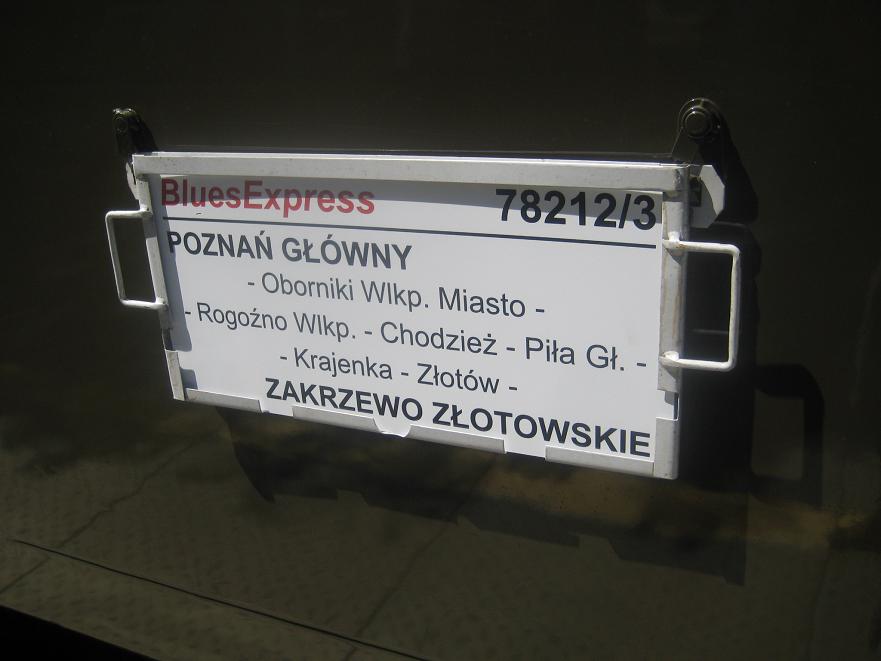 BluesExpress 78212/3
POZNAŃ GŁÓWNY
- Oborniki Wlkp. Miasto -
- Rogoźno Wlkp. - Chodzież - Piła Gł. -
- Krajenka - Złotów -
ZAKRZEWO ZŁOTOWSKIE